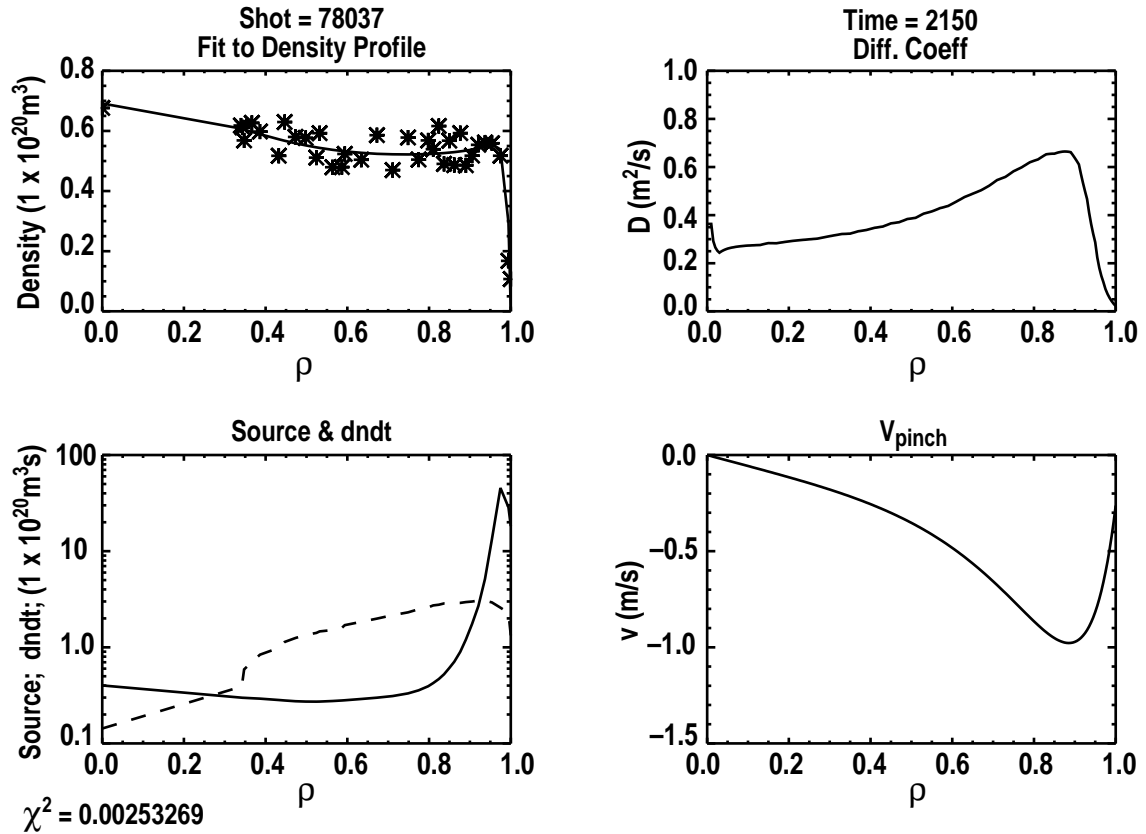 Shot = 78037
Fit to Density Profile
0.8
0.6
0.4
0.2
0.0
Density (1 x 10²⁰m³)
0.0 0.2 0.4 0.6 0.8 1.0
ρ
Time = 2150
Diff. Coeff
1.0
0.8
0.6
0.4
0.2
0.0
D (m²/s)
0.0 0.2 0.4 0.6 0.8 1.0
ρ
Source & dndt
100
10
1.0
0.1
Source; dndt; (1 x 10²⁰m³s)
0.0 0.2 0.4 0.6 0.8 1.0
ρ
Vpinch
0.0
−0.5
−1.0
−1.5
v (m/s)
0.0 0.2 0.4 0.6 0.8 1.0
ρ
χ² = 0.00253269